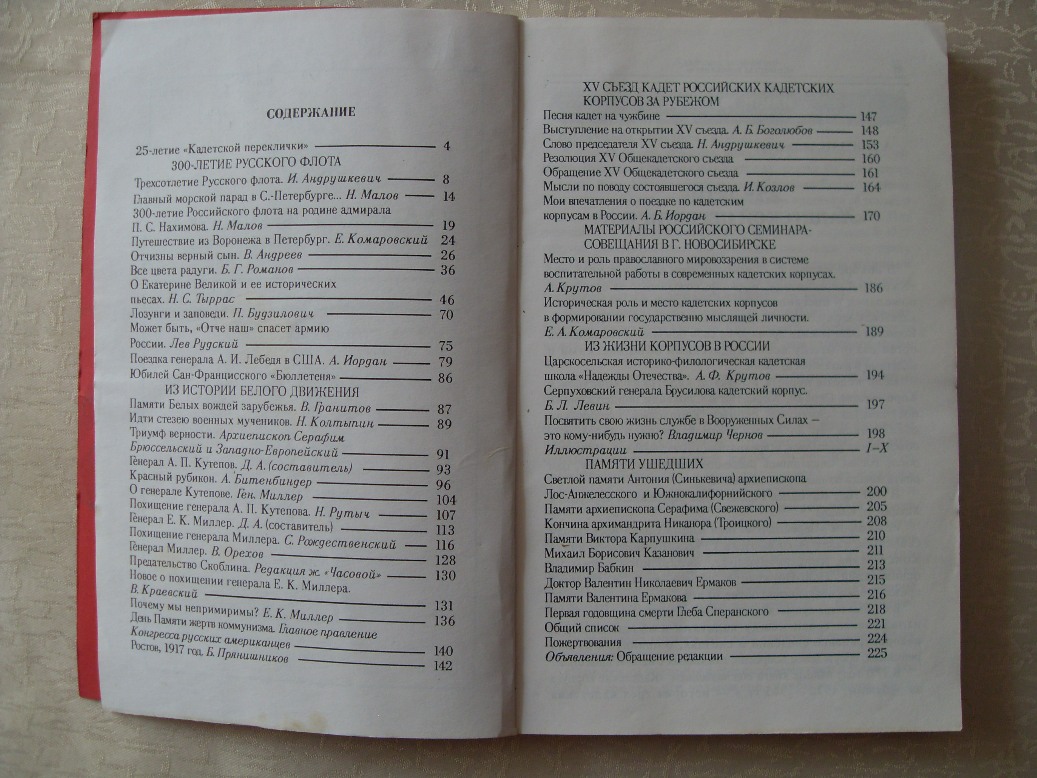 СОДЕРЖАНИЕ
25-летие «Кадетской переклички» 4
300-ЛЕТИЕ РУССКОГО ФЛОТА
Трехсотлетие Русского флота. И. Андрушкевич 8
Главный морской парад в С.-Петербурге... Н. Малов 14
300-летие Российского флота на родине адмирала
П. С. Нахимова. Н. Малов 19
Путешествие из Воронежа в Петербург. Е. Комаровский 24
Отчизны верный сын. В. Андреев 26
Все цвета радуги. Б. Г. Романов 36
О Екатерине Великой и ее исторических
пьесах. Н. С. Тыррас 46
Лозунги и заповеди. П. Будзилович 70
Может быть, «Отче наш» спасет армию
России. Лев Рудский 75
Поездка генерала А. И. Лебедя в США. А. Иордан 79
Юбилей Сан-Францисского «Бюллетеня» 86
ИЗ ИСТОРИИ БЕЛОГО ДВИЖЕНИЯ
Памяти Белых вождей зарубежья. В. Гранитов 87
Идти стезею военных мучеников. Н. Колтыпин 89
Триумф верности. Архиепископ Серафим
Брюссельский и Западно-Европейский 91
Генерал А. П. Кутепов. Д. А. (составитель) 93
Красный рубикон. А. Битенбиндер 96
О генерале Кутепове. Ген. Миллер 104
Похищение генерала А. П. Кутепова. Н. Рутыч 107
Генерал Е. К. Миллер. Д. А. (составитель) 113
Похищение генерала Миллера. С. Рождественский 116
Генерал Миллер. В. Орехов 128
Предательство Скоблина. Редакция ж. «Часовой» 130
Новое о похищении генерала Е. К. Миллера.
В. Краевский 131
Почему мы непримиримы? Е. К. Миллер 136
День Памяти жертв коммунизма. Главное правление
Конгресса русских американцев 140
Ростов, 1917 год. Б. Прянишников 142
XV СЪЕЗД КАДЕТ РОССИЙСКИХ КАДЕТСКИХ
КОРПУСОВ ЗА РУБЕЖОМ
Песня кадет на чужбине 147
Выступление на открытии XV съезда. А. Б. Боголюбов 148
Слово председателя XV съезда. Н. Андрушкевич 153
Резолюция XV Общекадетского съезда 160
Обращение XV Общекадетского съезда 161
Мысли по поводу состоявшегося съезда. И. Козлов 164
Мои впечатления о поездке по кадетским
корпусам в России. А. Б. Иордан 170
МАТЕРИАЛЫ РОССИЙСКОГО СЕМИНАРА-
СОВЕЩАНИЯ В Г. НОВОСИБИРСКЕ
Место и роль православного мировоззрения в системе
воспитательной работы в современных кадетских корпусах.
А. Крутов 186
Историческая роль и место кадетских корпусов
в формировании государственно мыслящей личности.
Е. А. Комаровский 189
ИЗ ЖИЗНИ КОРПУСОВ В РОССИИ
Царскосельская историко-филологическая кадетская
школа «Надежды Отечества». А. Ф. Крутов 194
Серпуховский генерала Брусилова кадетский корпус.
Б. Л. Левин 197
Посвятить свою жизнь службе в Вооруженных Силах –
это кому-нибудь нужно? Владимир Чернов 198
Иллюстрации I–X
ПАМЯТИ УШЕДШИХ
Светлой памяти Антония (Синькевича) архиепископа
Лос-Анжелесского и Южнокалифорнийского 200
Памяти архиепископа Серафима (Свежевского) 205
Кончина архимандрита Никанора (Троицкого) 208
Памяти Виктора Карпушкина 210
Михаил Борисович Казанович 211
Владимир Бабкин 213
Доктор Валентин Николаевич Ермаков 215
Памяти Валентина Ермакова 216
Первая годовщина смерти Глеба Сперанского 218
Общий список 221
Пожертвования 224
Объявления: Обращение редакции 225